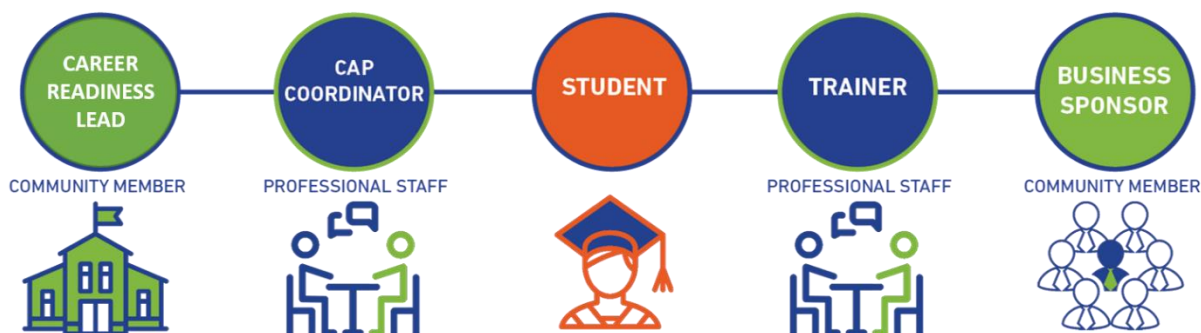 CAREER
READINESS
LEAD
CAP
COORDINATOR
STUDENT
TRAINER
BUSINESS
SPONSOR
COMMUNITY MEMBER
PROFESSIONAL STAFF
PROFESSIONAL STAFF
COMMUNITY MEMBER